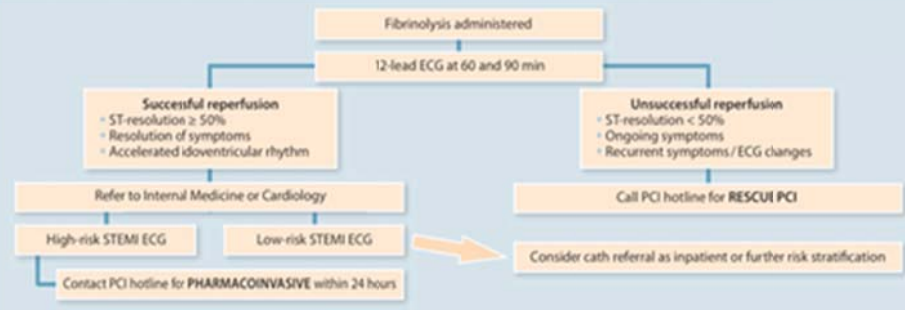 Fibrinolysis administered
12-lead ECG at 60 and 90 min
Successful reperfusion
• ST-resolution ≥ 50%
• Resolution of symptoms
• Accelerated idoventricular rhythm
Unsuccessful reperfusion
• ST-resolution < 50%
• Ongoing symptoms
• Recurrent symptoms/ECG changes
Refer to Internal Medicine or Cardiology
Call PCI hotline for RESCUE PCI
High-risk STEMI ECG
Low-risk STEMI ECG
Consider cath referral as inpatient or further risk stratification
Contact PCI hotline for PHARMACOINVASIVE within 24 hours